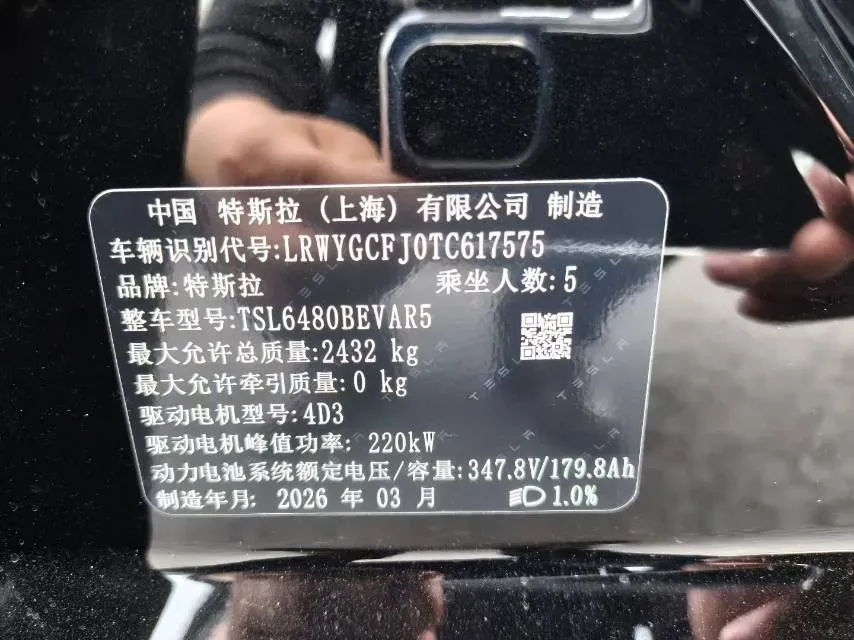 中国 特斯拉 (上海) 有限公司 制造
车辆识别代号:LRWYGCFJ0TC617575
品牌:特斯拉 乘坐人数:5
整车型号:TSL6480BEVAR5
最大允许总质量:2432 kg
最大允许牵引质量:0 kg
驱动电机型号:4D3
驱动电机峰值功率: 220kW
动力电池系统额定电压/容量:347.8V/179.8Ah
制造年月: 2026 年 03 月 1.0%
TESLA
TESLA
TESLA